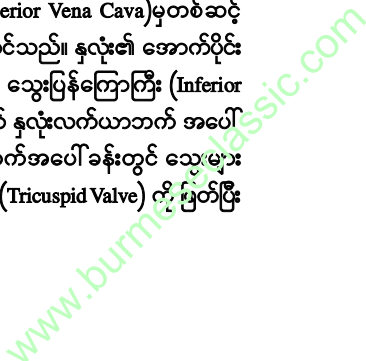 erior Vena Cava)မှတစ်ဆင့်
င်သည်။ နှလုံး၏ အောက်ပိုင်း
သွေးပြန်ကြောကြီး (Inferior
နှလုံးလက်ယာဘက် အပေါ်
က်အပေါ်ခန်းတွင် သွေးများ
(Tricuspid Valve) ကို ဖြတ်ပြီး
www.burmeseclassic.com